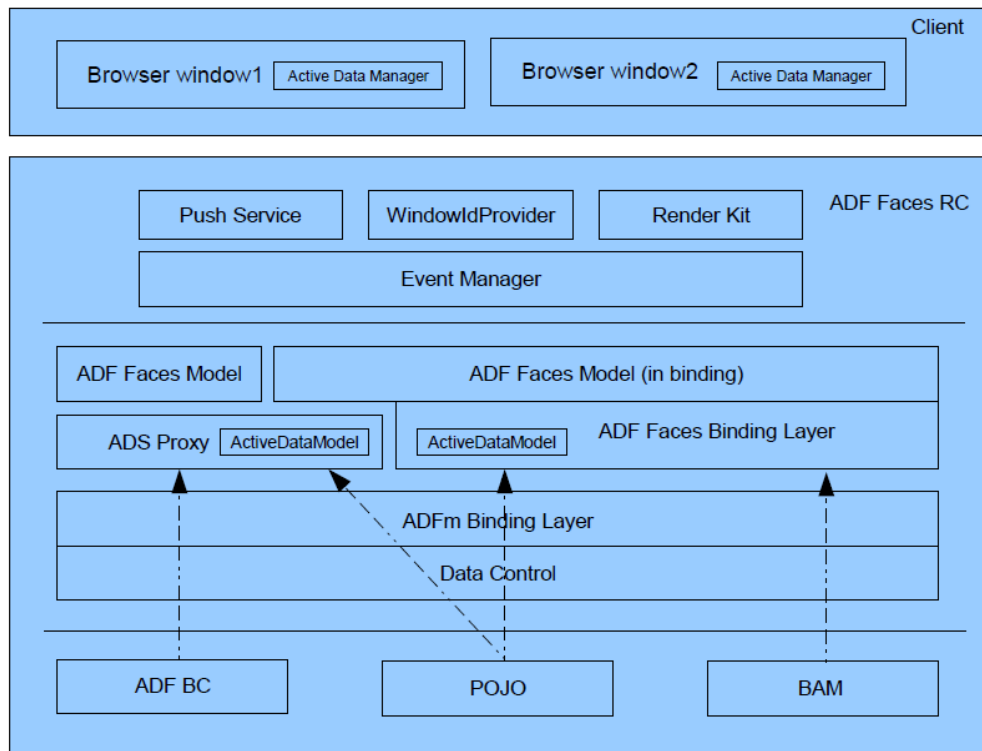 Client
Browser window1
Active Data Manager
Browser window2
Active Data Manager
ADF Faces RC
Push Service
WindowIdProvider
Render Kit
Event Manager
ADF Faces Model
ADF Faces Model (in binding)
ADS Proxy
ActiveDataModel
ActiveDataModel
ADF Faces Binding Layer
ADFm Binding Layer
Data Control
ADF BC
POJO
BAM